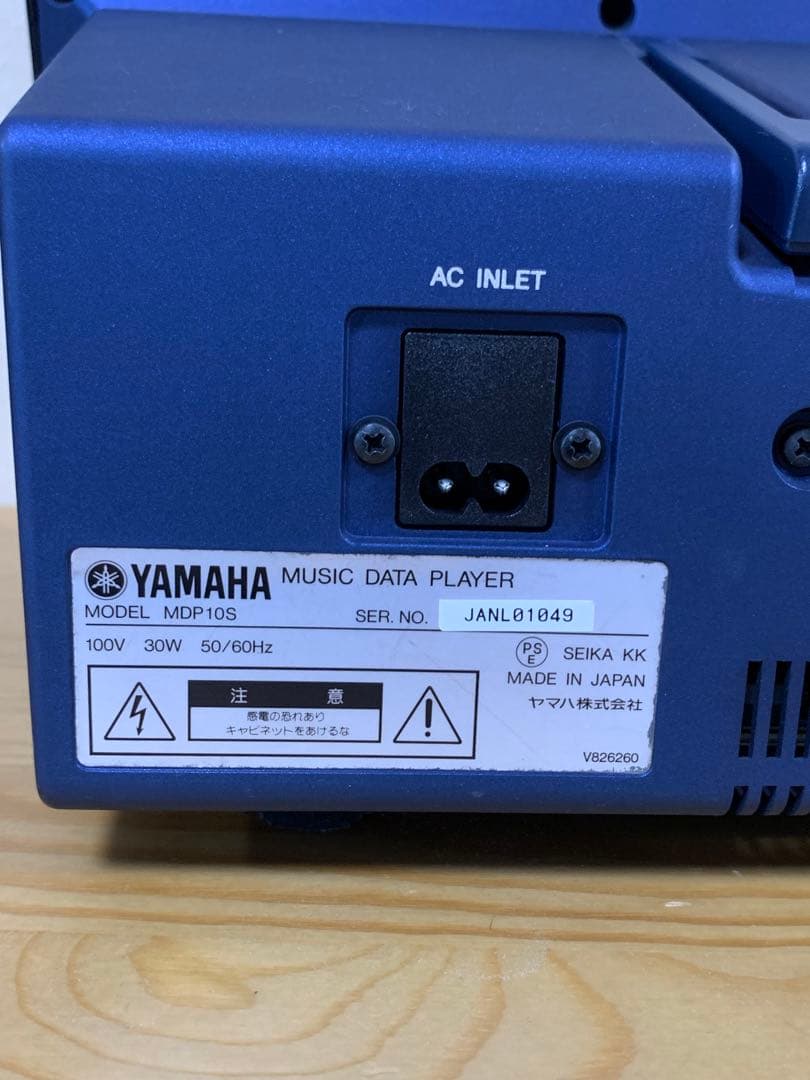 AC INLET
YAMAHA MUSIC DATA PLAYER
MODEL MDP10S SER. NO. JANL01049
100V 30W 50/60Hz
PS E SEIKA KK
MADE IN JAPAN
ヤマハ株式会社
注 意
感電の恐れあり
キャビネットをあけるな
V826260